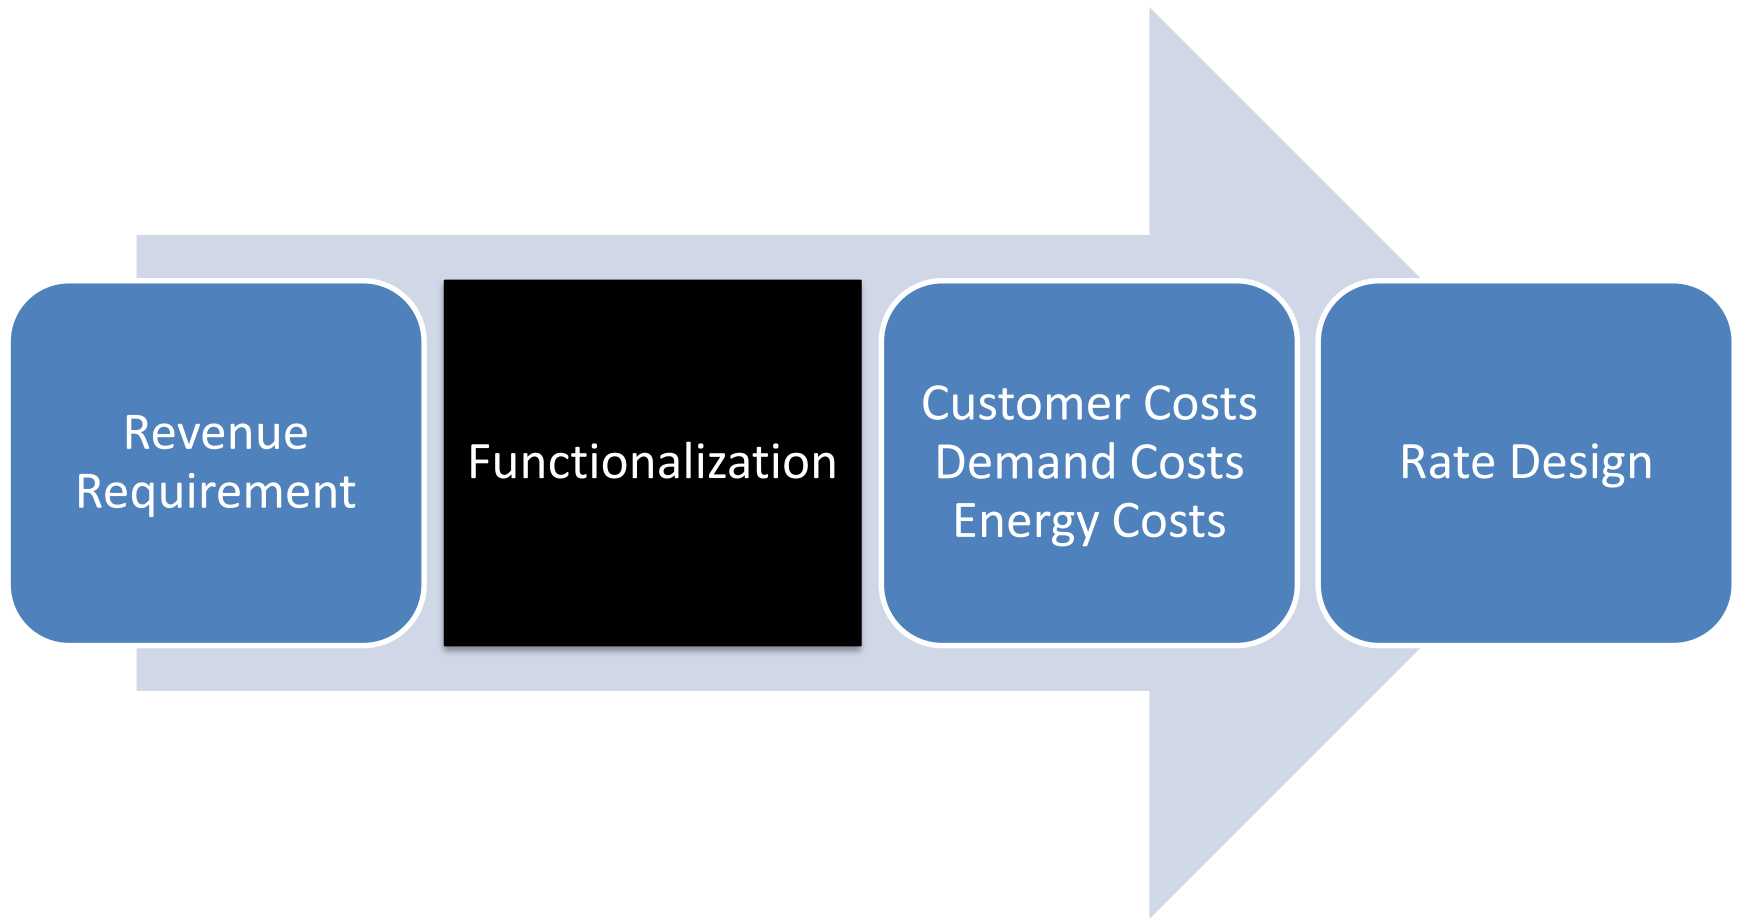 Revenue
Requirement
Functionalization
Customer Costs
Demand Costs
Energy Costs
Rate Design